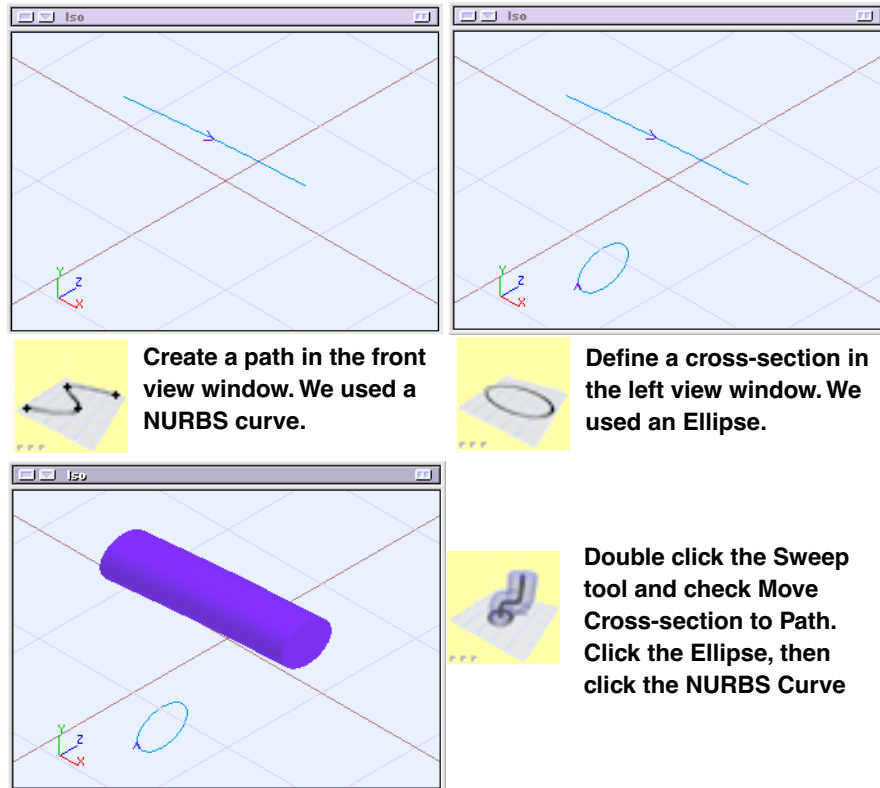 Iso
Iso
Y
Z
X
Y
Z
X
Create a path in the front
view window. We used a
NURBS curve.
Define a cross-section in
the left view window. We
used an Ellipse.
Iso
Y
Z
X
Double click the Sweep
tool and check Move
Cross-section to Path.
Click the Ellipse, then
click the NURBS Curve